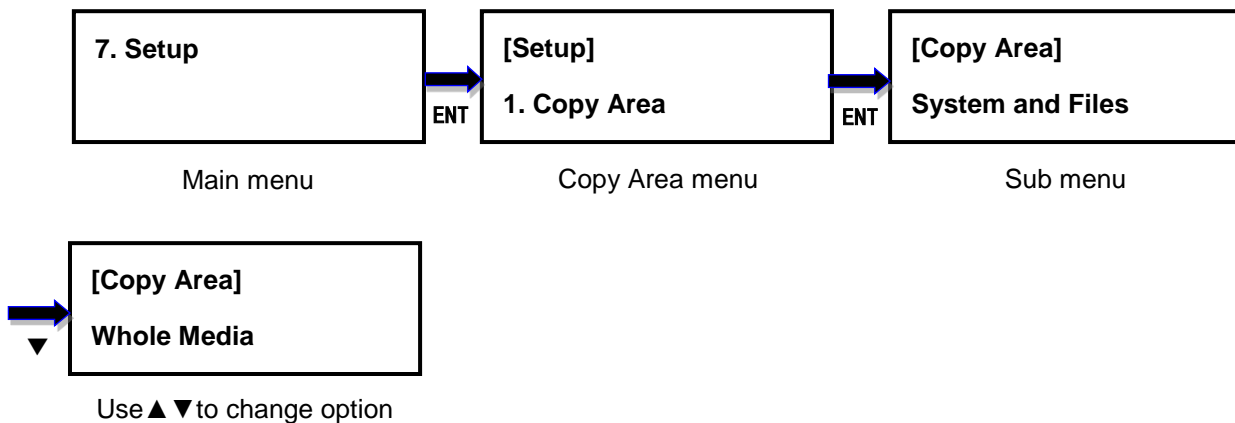 7. Setup
ENT
[Setup]
1. Copy Area
ENT
[Copy Area]
System and Files
Main menu
Copy Area menu
Sub menu
▼
[Copy Area]
Whole Media
Use▲▼to change option